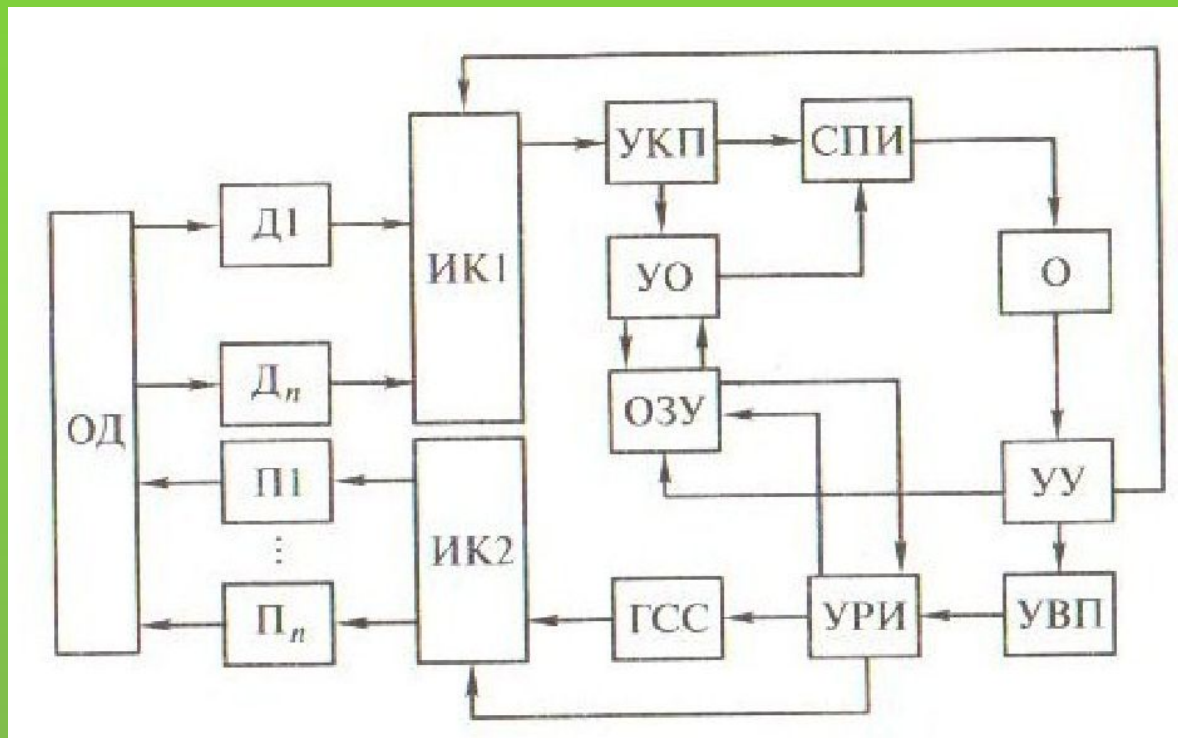 УКП
СПИ
Д1
ИК1
УО
О
Дn
ОЗУ
ОД
П1
УУ
⋮
ИК2
Пn
ГСС
УРИ
УВП